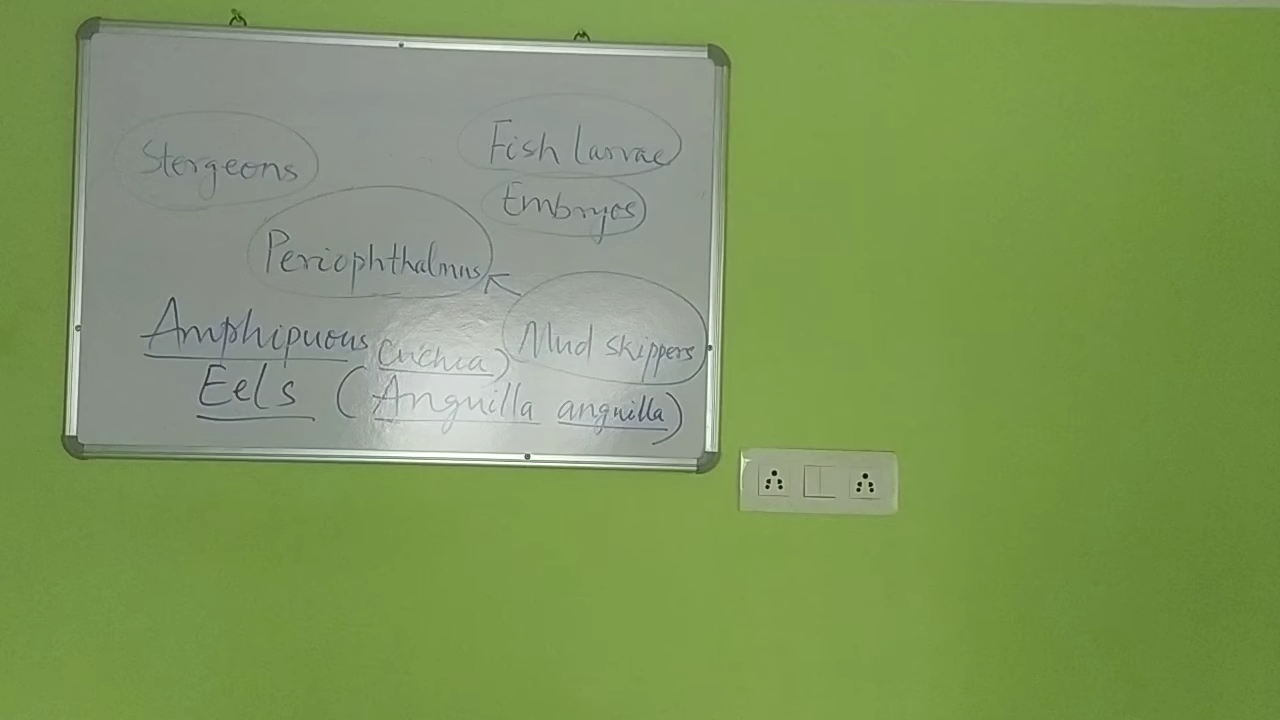 Stergeons
Fish larvae
Embryos
Periophthalmus
Mud skippers
Amphipuous cuchia)
Eels (Anguilla anguilla)